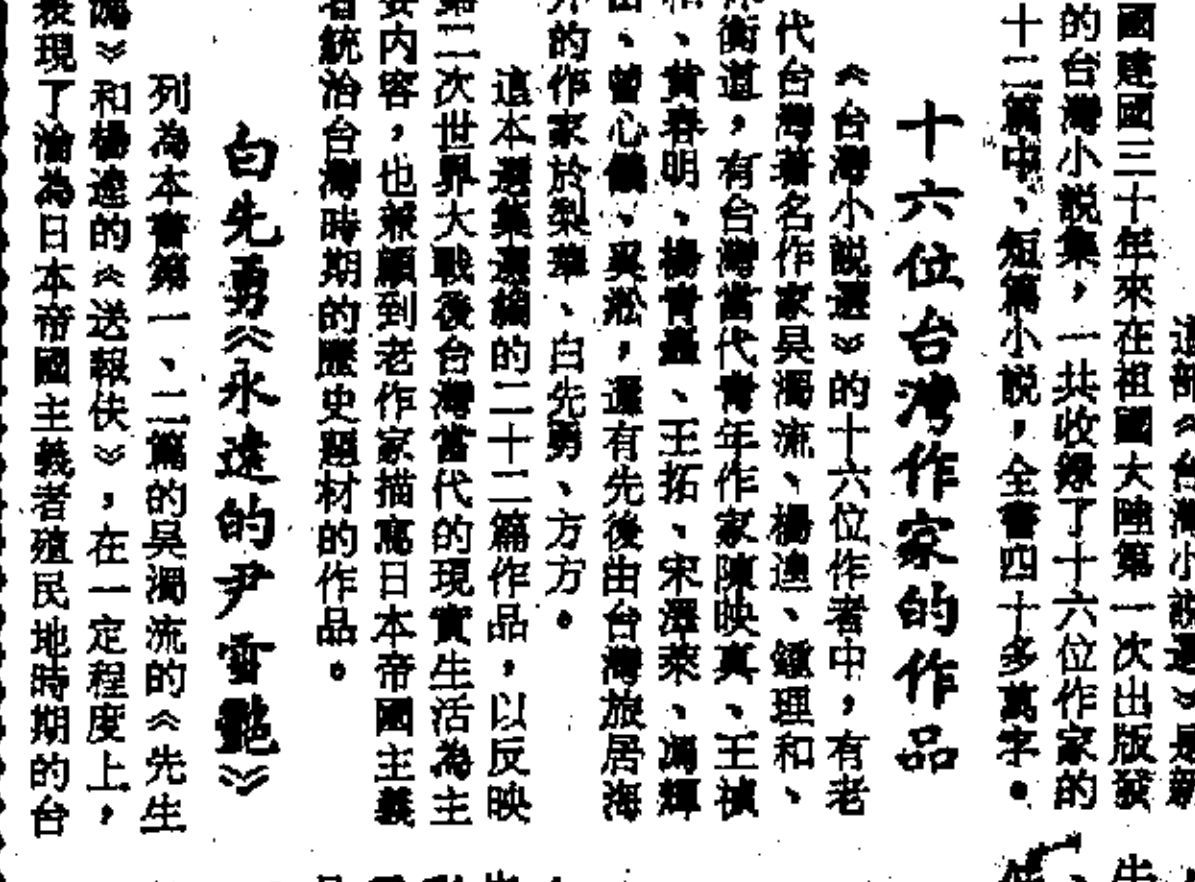 這部《台灣小說選》是新
國建國三十年來在祖國大陸第一次出版發
的台灣小說集，一共收錄了十六位作家的
十二篇中、短篇小說，全書四十多萬字。
十六位台灣作家的作品
《台灣小說選》的十六位作者中，有老
代台灣著名作家吳濁流、楊逵、鍾理和、
衡道，有台灣當代青年作家陳映真、王禎
和、黃春明、楊青矗、王拓、宋澤萊、馮輝
、曾心儀、吳淞，還有先後由台灣旅居海
外的作家於梨華、白先勇、方方。
這本選集選編的二十二篇作品，以反映
第二次世界大戰後台灣當代的現實生活為主
要內容，也兼顧到老作家描寫日本帝國主義
者統治台灣時期的歷史題材的作品。
白先勇《永遠的尹雪艷》
列為本書第一、二篇的吳濁流的《先生
媽》和楊逵的《送報伕》，在一定程度上，
表現了淪為日本帝國主義者殖民地時期的台